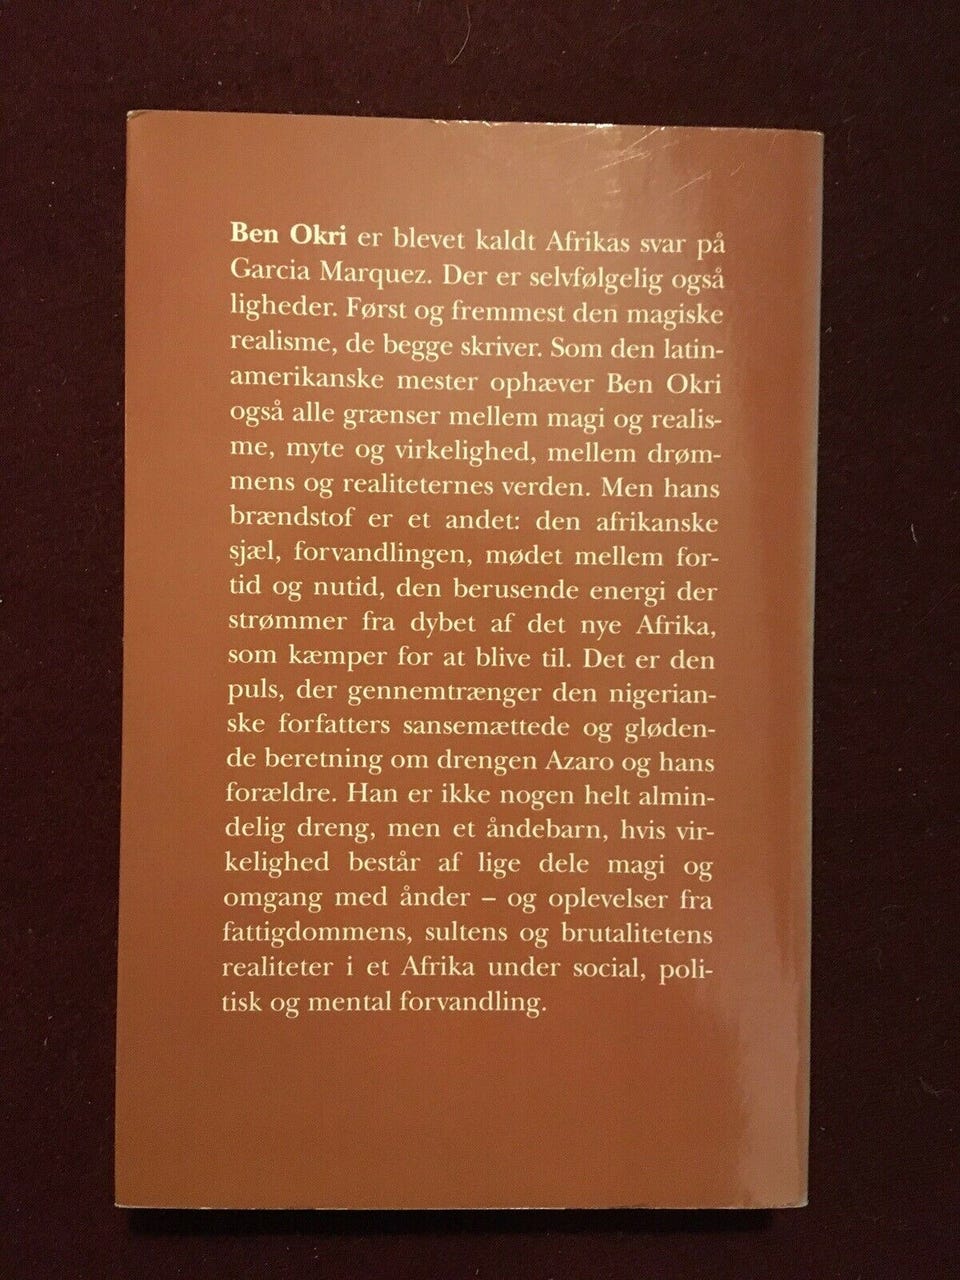 Ben Okri er blevet kaldt Afrikas svar på
Garcia Marquez. Der er selvfølgelig også
ligheder. Først og fremmest den magiske
realisme, de begge skriver. Som den latin-
amerikanske mester ophæver Ben Okri
også alle grænser mellem magi og realis-
me, myte og virkelighed, mellem drøm-
mens og realiteternes verden. Men hans
brændstof er et andet: den afrikanske
sjæl, forvandlingen, mødet mellem for-
tid og nutid, den berusende energi der
strømmer fra dybet af det nye Afrika,
som kæmper for at blive til. Det er den
puls, der gennemtrænger den nigerian-
ske forfatters sansemættede og gløden-
de beretning om drengen Azaro og hans
forældre. Han er ikke nogen helt almin-
delig dreng, men et åndebarn, hvis vir-
kelighed består af lige dele magi og
omgang med ånder – og oplevelser fra
fattigdommens, sultens og brutalitetens
realiteter i et Afrika under social, poli-
tisk og mental forvandling.